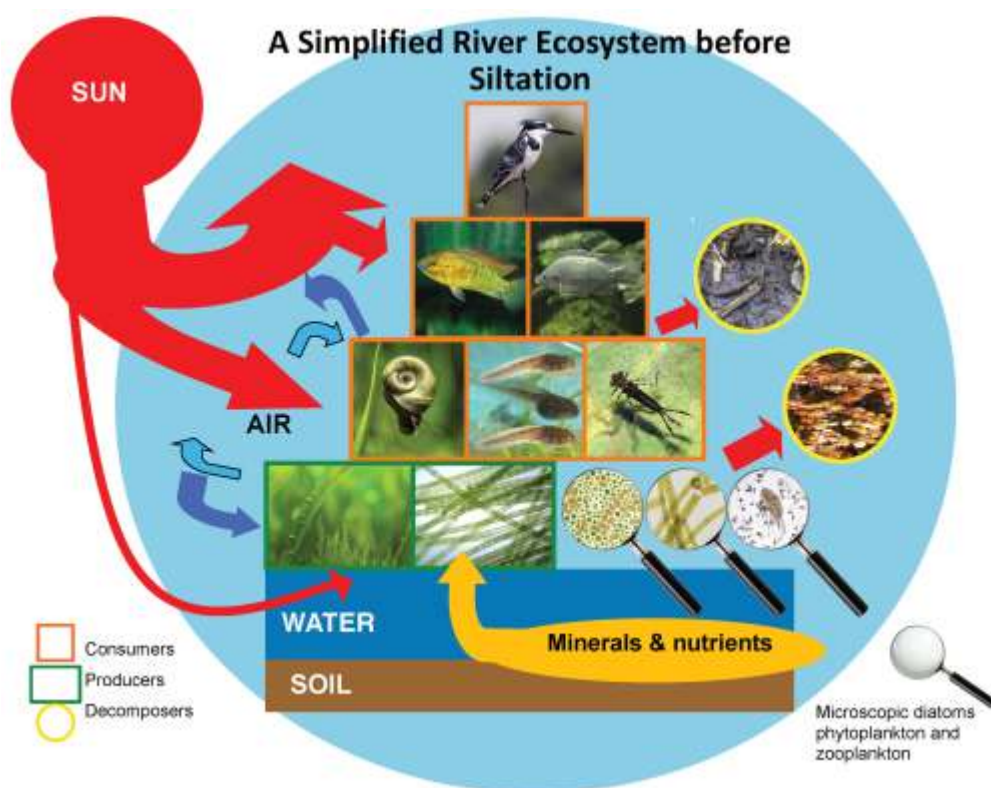 A Simplified River Ecosystem before
Siltation
SUN
AIR
WATER
Minerals & nutrients
SOIL
Consumers
Producers
Decomposers
Microscopic diatoms
phytoplankton and
zooplankton